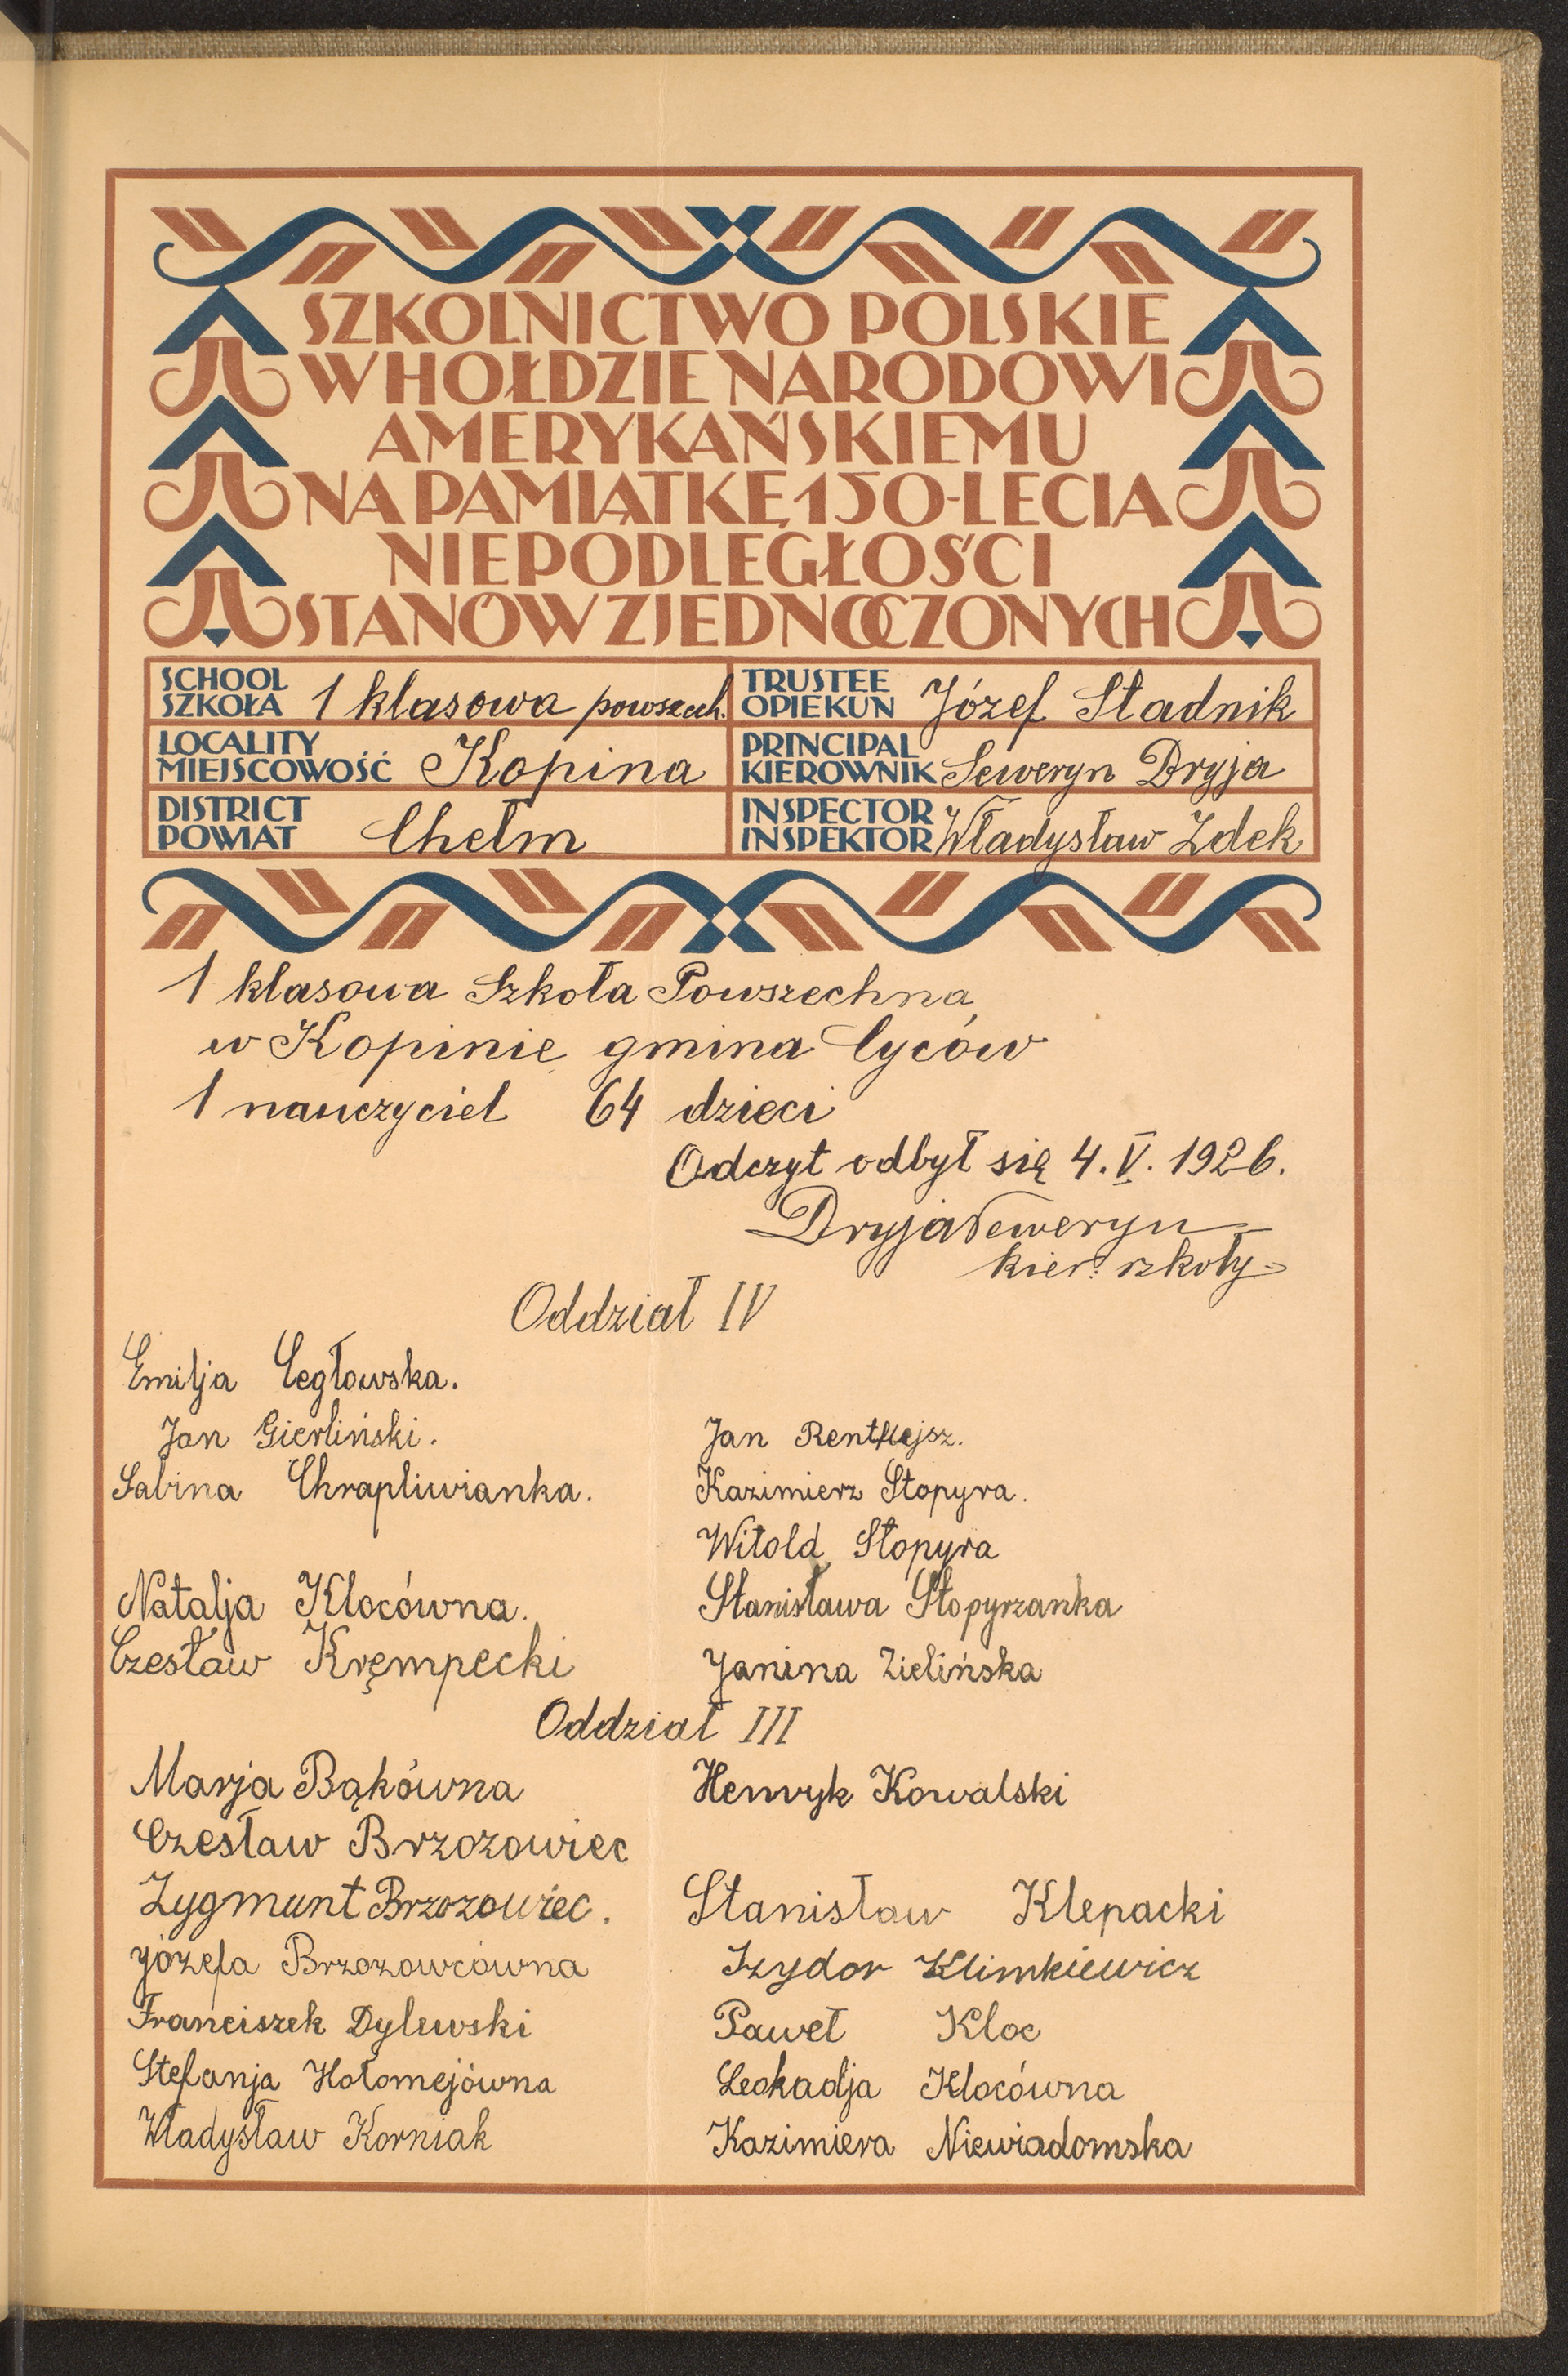 SZKOLNICTWO POLSKIE
W HOŁDZIE NARODOWI
AMERYKAŃSKIEMU
NA PAMIĄTKĘ 150-LECIA
NIEPODLEGŁOŚCI
STANÓW ZJEDNOCZONYCH
SCHOOL
SZKOŁA 1 klasowa powszech.
TRUSTEE
OPIEKUN Józef Stadnik
LOCALITY
MIEJSCOWOŚĆ Kopina
PRINCIPAL
KIEROWNIK Seweryn Dryja
DISTRICT
POWIAT Chełm
INSPECTOR
INSPEKTOR Władysław Zdek
1 klasowa Szkoła Powszechna
w Kopinie gmina Cyców
1 nauczyciel 64 dzieci
Odczyt odbył się 4. V. 1926.
Dryja Seweryn
kier: szkoły
Oddział IV
Emilja Cegłowska.
Jan Gierliński.
Sabina Chrapliwianka.
Natalja Klocówna.
Czesław Krępecki
Jan
Kazimierz Stopyra.
Witold Stopyra
Stanisława Stopyrzanka
Janina Zielińska
Oddział III
Marja Bąkówna
Czesław Brzozowiec
Zygmunt Brzozowiec.
Józefa Brzozowcówna
Franciszek Dylewski
Stefanja Hołomejówna
Władysław Korniak
Henryk Kowalski
Stanisław Klepacki
Izydor Klimkiewicz
Paweł Kloc
Leokadja Klocówna
Kazimiera Niewiadomska